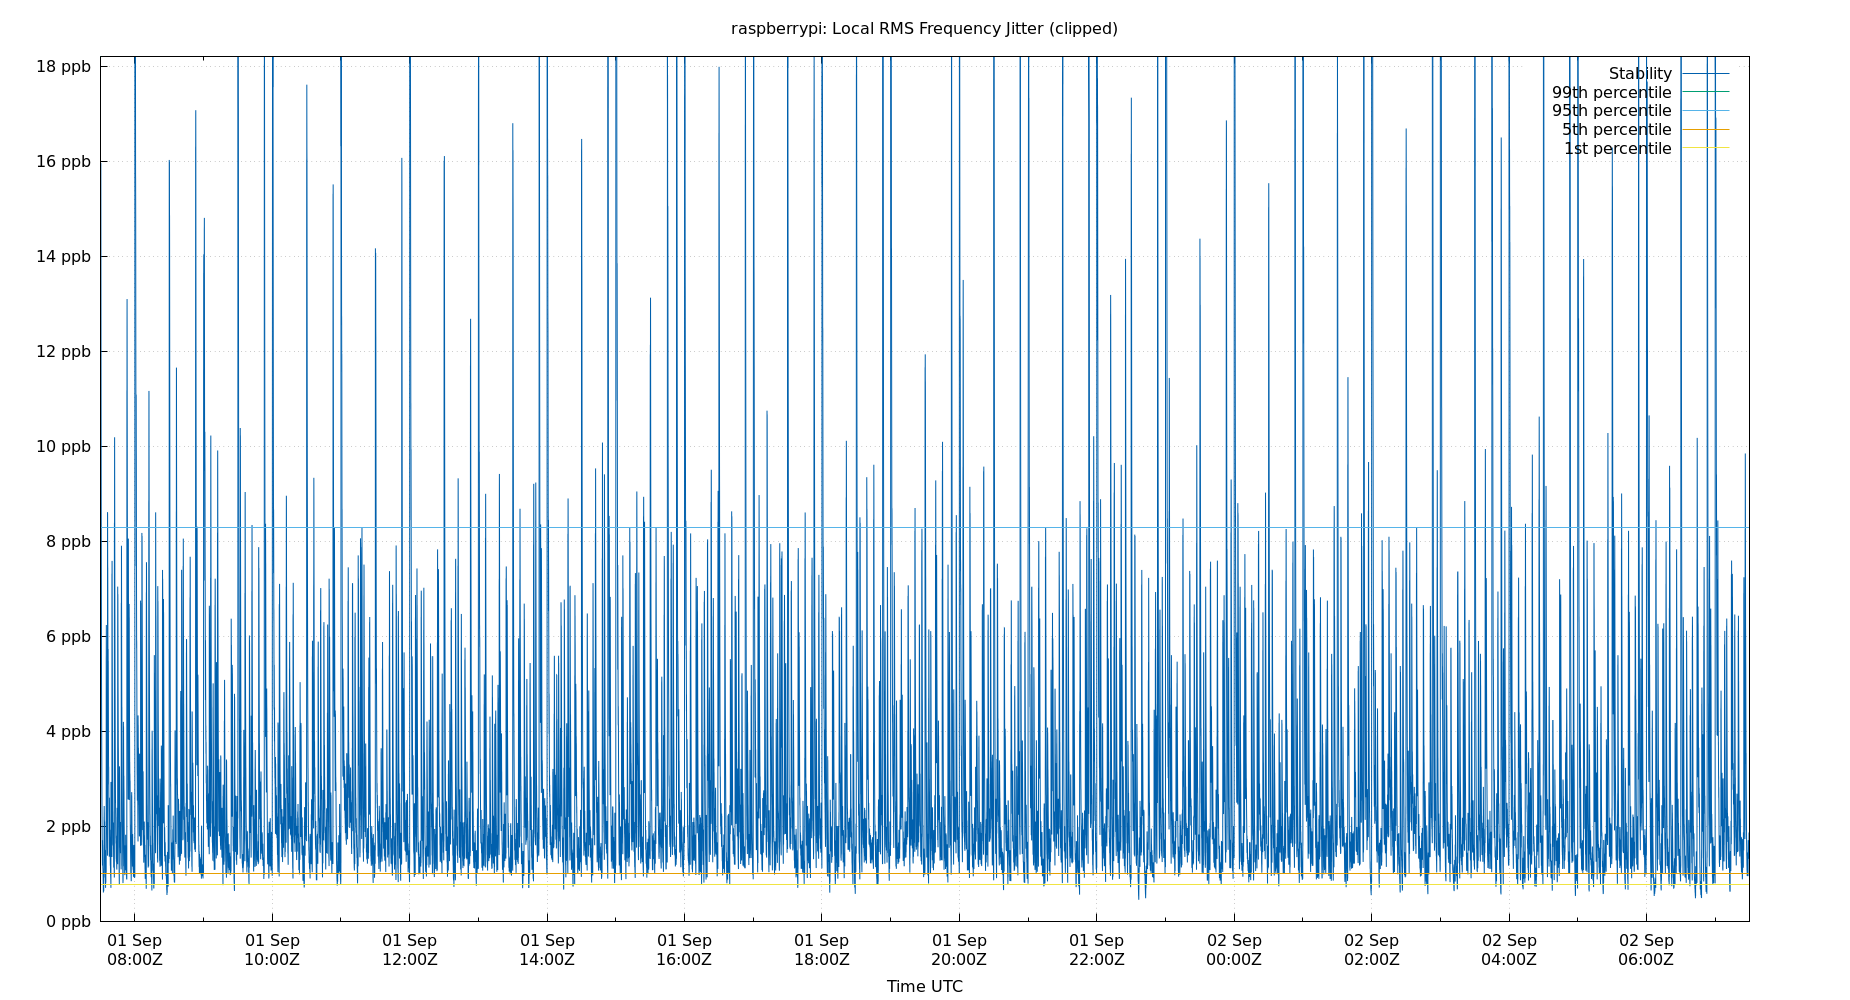 raspberrypi: Local RMS Frequency Jitter (clipped)
18 ppb
16 ppb
14 ppb
12 ppb
10 ppb
8 ppb
6 ppb
4 ppb
2 ppb
0 ppb
Stability
99th percentile
95th percentile
5th percentile
1st percentile
01 Sep 01 Sep 01 Sep 01 Sep 01 Sep 01 Sep 01 Sep 01 Sep 02 Sep 02 Sep 02 Sep 02 Sep
08:00Z 10:00Z 12:00Z 14:00Z 16:00Z 18:00Z 20:00Z 22:00Z 00:00Z 02:00Z 04:00Z 06:00Z
Time UTC